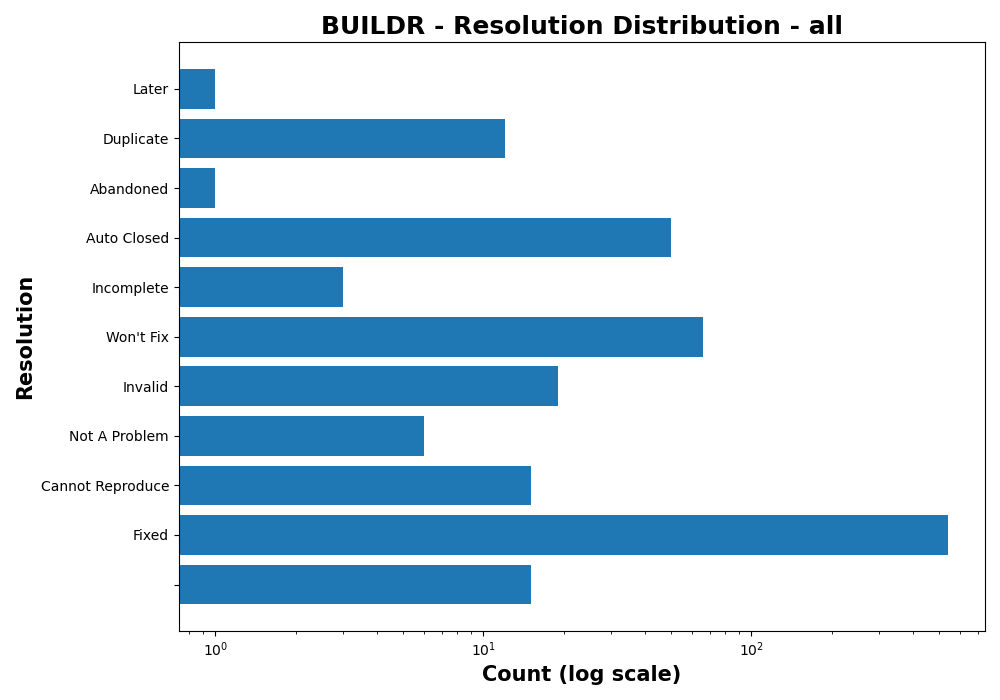 BUILDR - Resolution Distribution - all
Later
Duplicate
Abandoned
Auto Closed
Incomplete
Won't Fix
Invalid
Not A Problem
Cannot Reproduce
Fixed
Resolution
10⁰
10¹
10²
Count (log scale)